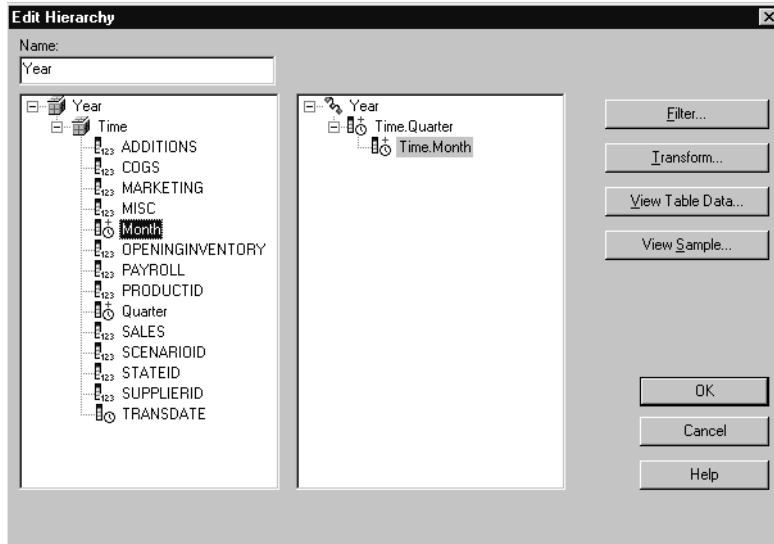 Edit Hierarchy
Name:
Year
Year
Time
ADDITIONS
COGS
MARKETING
MISC
Month
OPENINGINVENTORY
PAYROLL
PRODUCTID
Quarter
SALES
SCENARIOID
STATEID
SUPPLIERID
TRANSDATE
Year
Time.Quarter
Time.Month
Filter...
Transform...
View Table Data...
View Sample...
OK
Cancel
Help